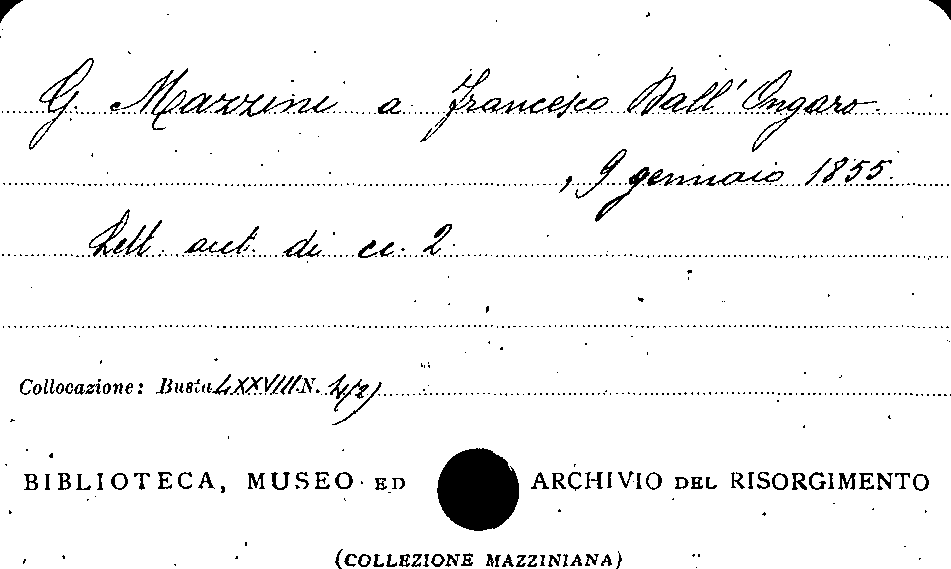 G. Mazzini a Francesco Dall'Ongaro
, 9 gennaio 1855.
Lett. aut. di cc. 2
Collocazione: Busta LXXVIII N. 4/2)
BIBLIOTECA, MUSEO ED ARCHIVIO DEL RISORGIMENTO
(COLLEZIONE MAZZINIANA)